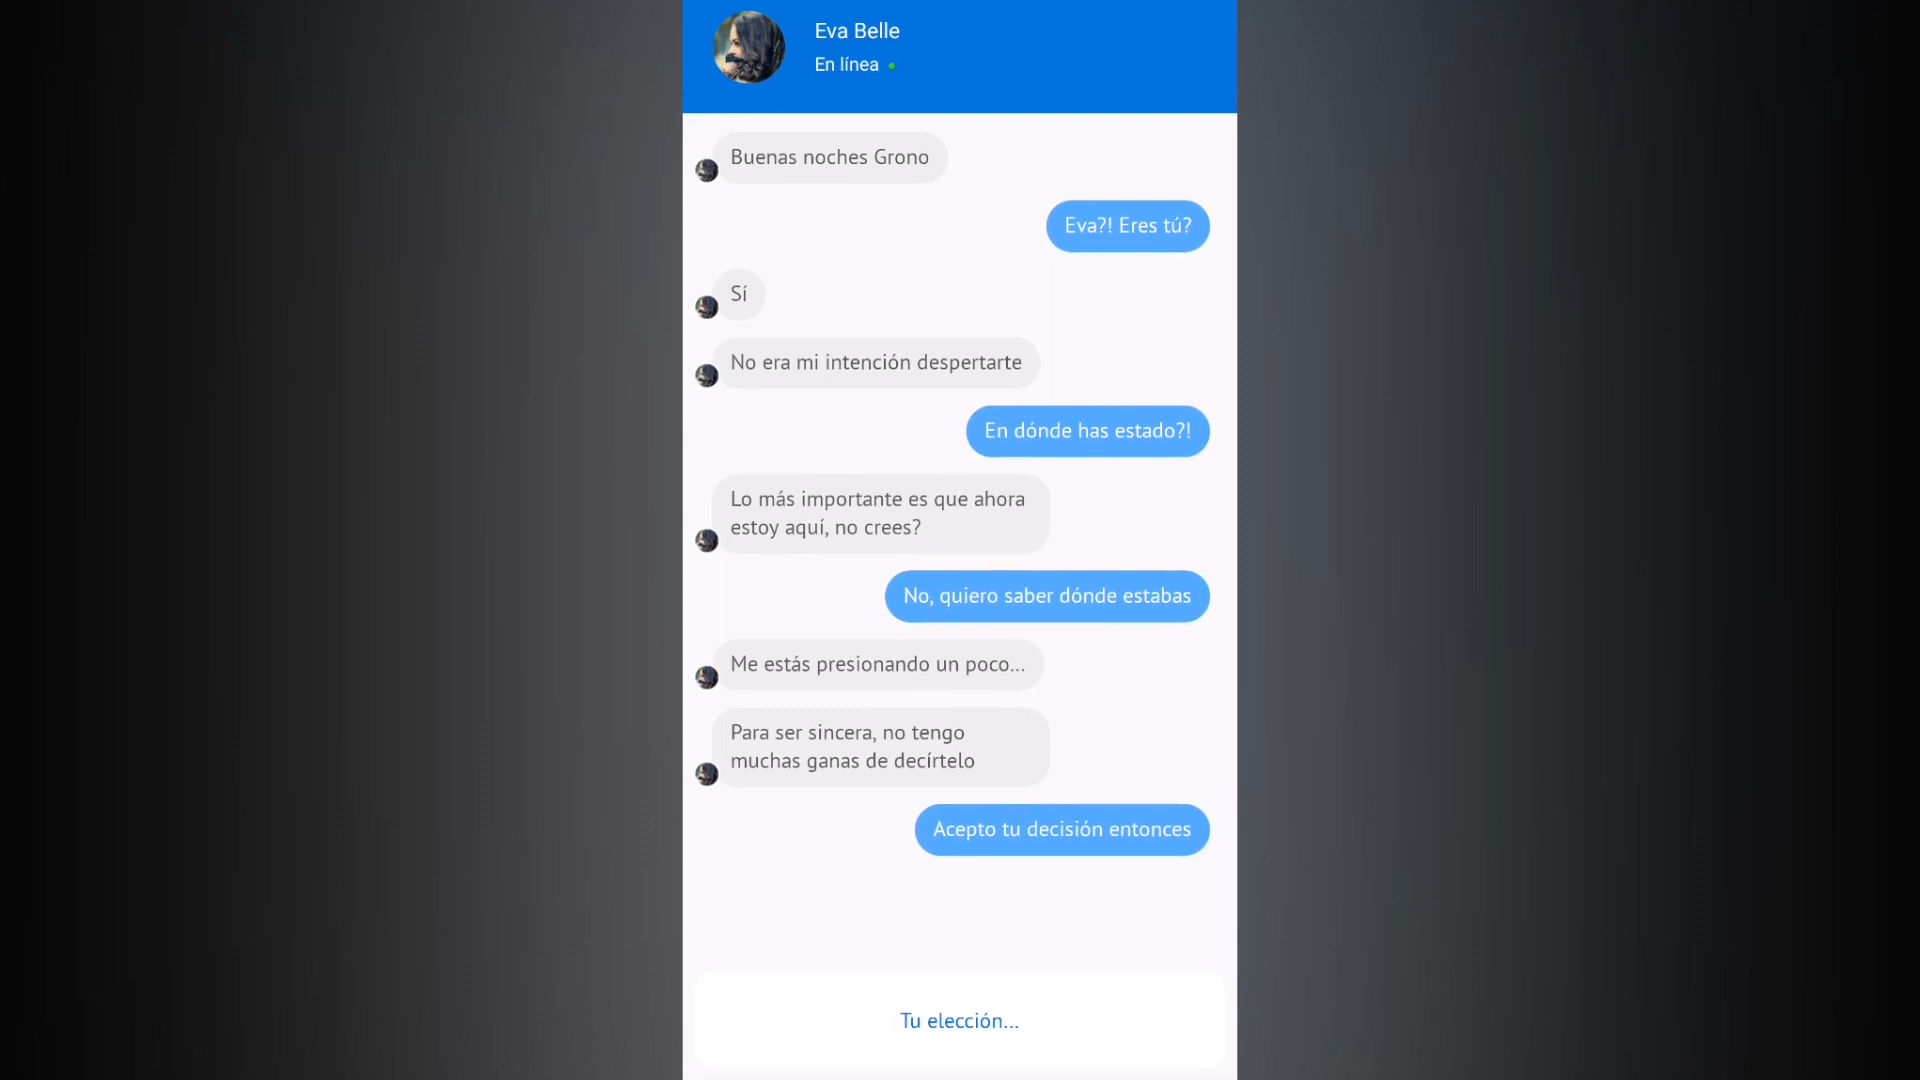 Eva Belle
En línea
Buenas noches Grono
Eva?! Eres tú?
Sí
No era mi intención despertarte
En dónde has estado?!
Lo más importante es que ahora
estoy aquí, no crees?
No, quiero saber dónde estabas
Me estás presionando un poco...
Para ser sincera, no tengo
muchas ganas de decírtelo
Acepto tu decisión entonces
Tu elección...